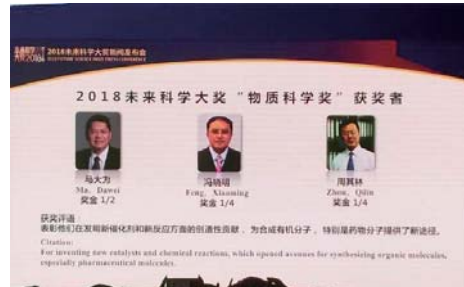 2018未来科学大奖新闻发布会
2018未来科学大奖“物质科学奖”获奖者
马大为
Ma, Dawei
奖金 1/2
冯小明
Feng, Xiaoming
奖金 1/4
周其林
Zhou, Qilin
奖金 1/4
获奖评语:
表彰他们在发明新催化剂和新反应方面的创造性贡献,为合成有机分子,特别是药物分子提供了新途径。
Citation:
For inventing new catalysts and chemical reactions, which opened avenues for synthesizing organic molecules,
especially pharmaceutical molecules.